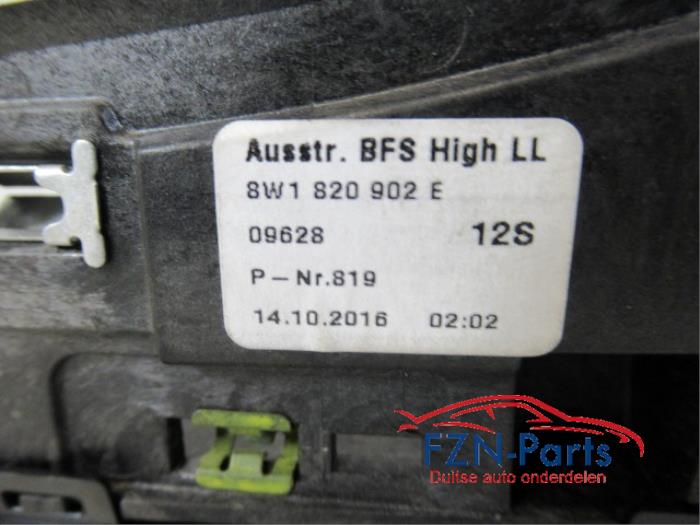 Ausstr. BFS High LL
8W1 820 902 E
09628 12S
P-Nr.819
14.10.2016 02:02
FZN-Parts
Duitse auto onderdelen